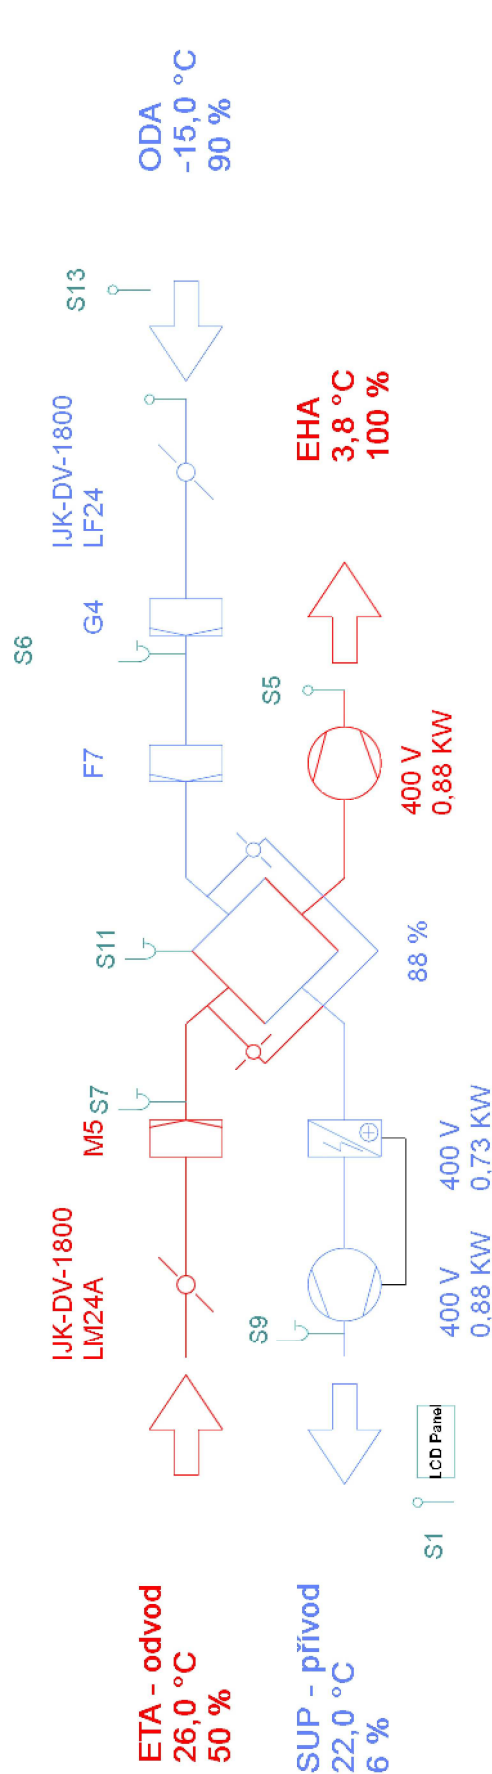 ETA - odvod
26,0 °C
50 %
IJK-DV-1800
LM24A
M5
S7
S11
F7
G4
S6
IJK-DV-1800
LF24
S13
ODA
-15,0 °C
90 %
SUP - přívod
22,0 °C
6 %
S1
LCD Panel
S9
400 V
0,88 KW
400 V
0,73 KW
88 %
400 V
0,88 KW
S5
EHA
3,8 °C
100 %